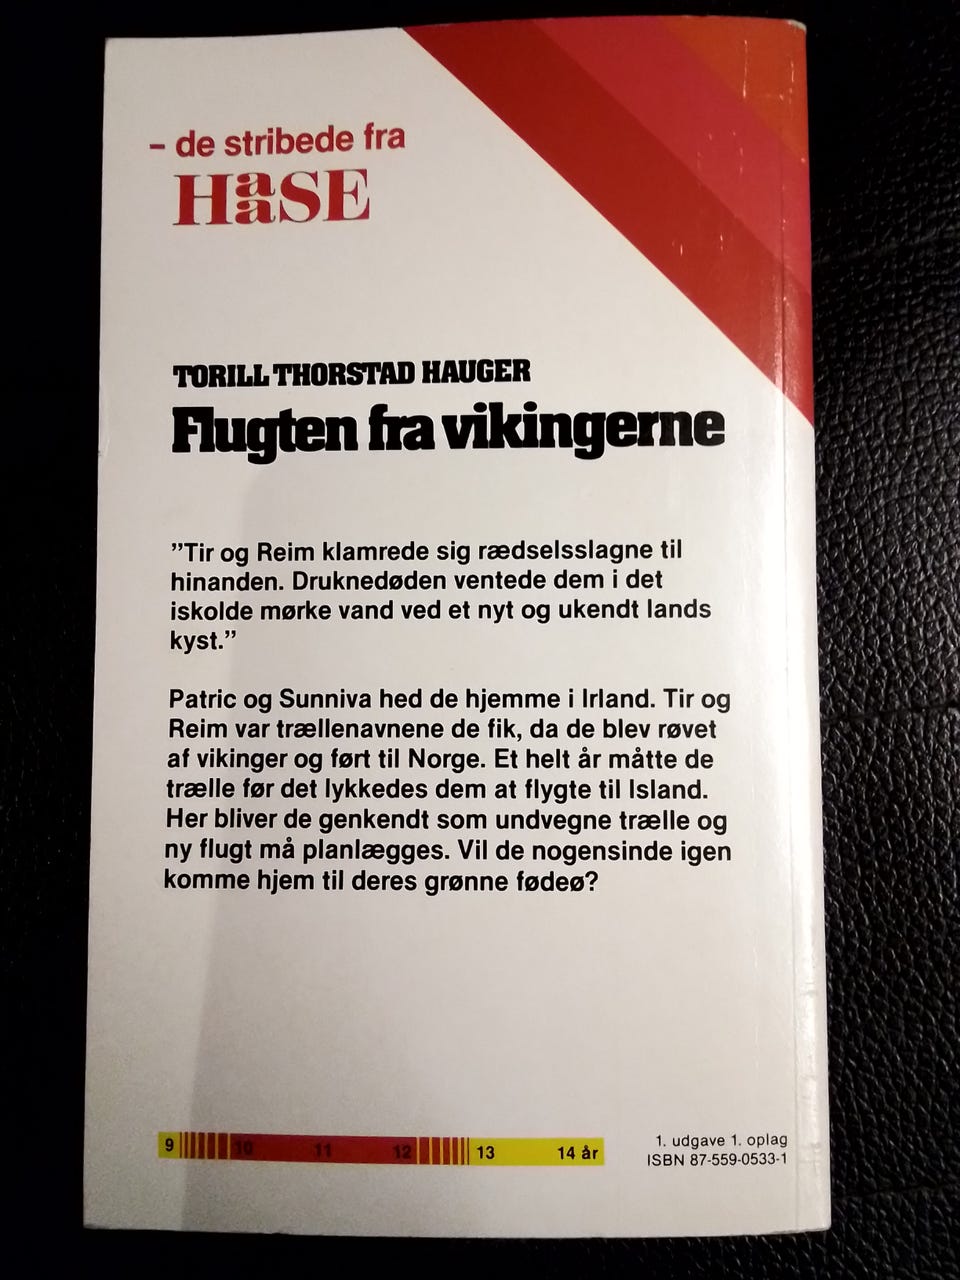 – de stribede fra
HaaSE
TORILL THORSTAD HAUGER
Flugten fra vikingerne
”Tir og Reim klamrede sig rædselsslagne til
hinanden. Druknedøden ventede dem i det
iskolde mørke vand ved et nyt og ukendt lands
kyst.”
Patric og Sunniva hed de hjemme i Irland. Tir og
Reim var trællenavnene de fik, da de blev røvet
af vikinger og ført til Norge. Et helt år måtte de
trælle før det lykkedes dem at flygte til Island.
Her bliver de genkendt som undvegne trælle og
ny flugt må planlægges. Vil de nogensinde igen
komme hjem til deres grønne fødeø?
9 10 11 12 13 14 år
1. udgave 1. oplag
ISBN 87-559-0533-1